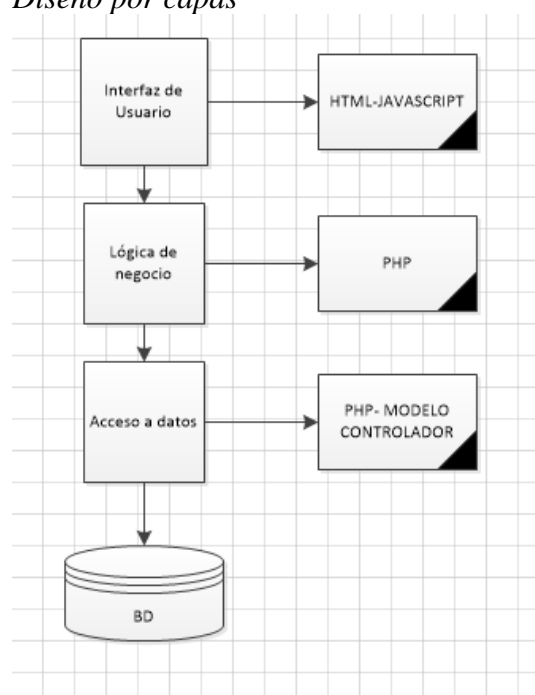 Diseño por capas
Interfaz de
Usuario
HTML-JAVASCRIPT
Lógica de
negocio
PHP
Acceso a datos
PHP- MODELO
CONTROLADOR
BD